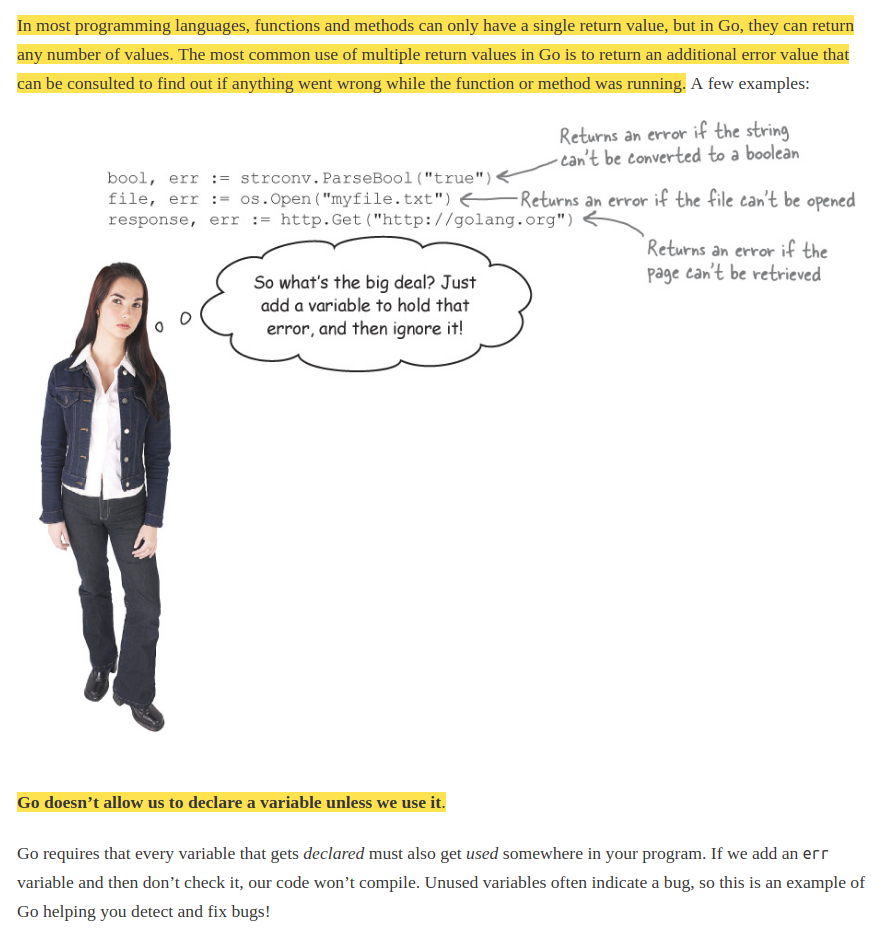 In most programming languages, functions and methods can only have a single return value, but in Go, they can return
any number of values. The most common use of multiple return values in Go is to return an additional error value that
can be consulted to find out if anything went wrong while the function or method was running. A few examples:
Returns an error if the string
can't be converted to a boolean
bool, err := strconv.ParseBool("true")
file, err := os.Open("myfile.txt")
Returns an error if the file can't be opened
response, err := http.Get("http://golang.org")
Returns an error if the
page can't be retrieved
So what's the big deal? Just
add a variable to hold that
error, and then ignore it!
Go doesn’t allow us to declare a variable unless we use it.
Go requires that every variable that gets declared must also get used somewhere in your program. If we add an err
variable and then don’t check it, our code won’t compile. Unused variables often indicate a bug, so this is an example of
Go helping you detect and fix bugs!